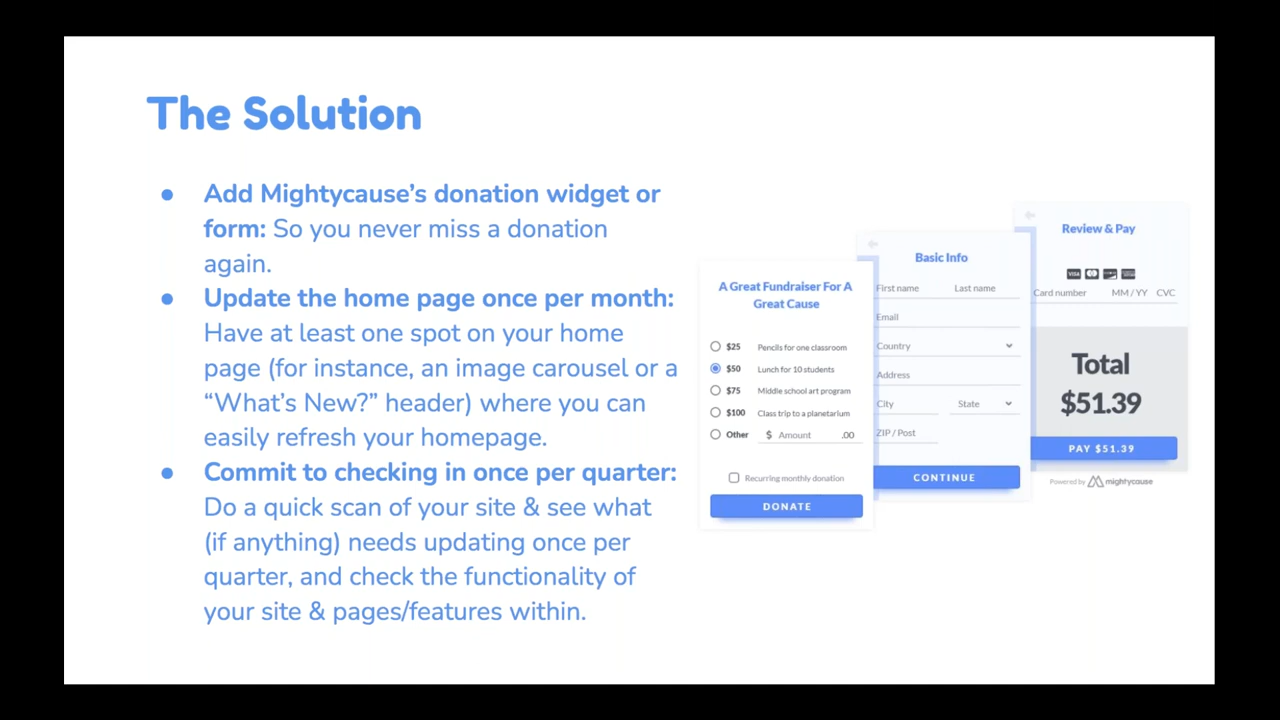 The Solution
● Add Mightycause’s donation widget or
form: So you never miss a donation
again.
● Update the home page once per month:
Have at least one spot on your home
page (for instance, an image carousel or a
“What’s New?” header) where you can
easily refresh your homepage.
● Commit to checking in once per quarter:
Do a quick scan of your site & see what
(if anything) needs updating once per
quarter, and check the functionality of
your site & pages/features within.
A Great Fundraiser For A
Great Cause
$25 Pencils for one classroom
$50 Lunch for 10 students
$75 Middle school art program
$100 Class trip to a planetarium
Other $ Amount .00
Recurring monthly donation
DONATE
Basic Info
First name Last name
Email
Country
Address
City State
ZIP / Post
CONTINUE
Review & Pay
VISA
Card number MM / YY CVC
Total
$51.39
PAY $51.39
Powered by mightycause